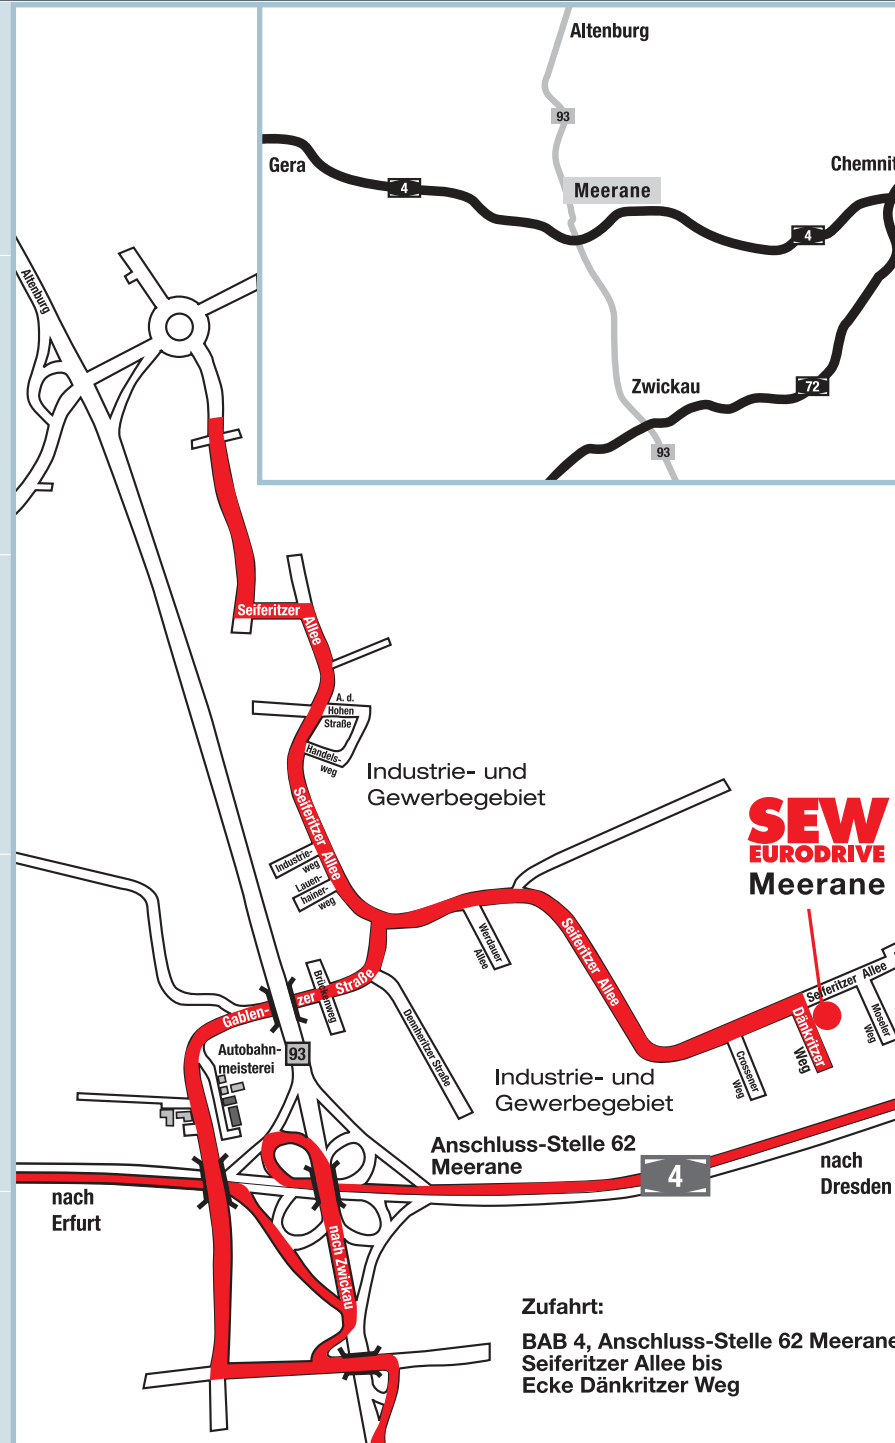 Altenburg
93
Gera
4
Meerane
Chemnit
4
Zwickau
72
93
Altenburg
Seiferitzer
Allee
A. d.
Hohen
Straße
Handels-
weg
Industrie- und
Gewerbegebiet
Seiferitzer Allee
Industrie-
weg
Lauen-
hainer-
weg
SEW
EURODRIVE
Meerane
Werdauer
Allee
Seiferitzer Allee
Seiferitzer Allee
Moseler
Weg
Dänkritzer
Weg
Gablen-
zer Straße
Brückenweg
Dennheritzer Straße
Crossener
Weg
Autobahn-
meisterei
93
Industrie- und
Gewerbegebiet
Anschluss-Stelle 62
Meerane
4
nach
Dresden
nach
Erfurt
nach Zwickau
Zufahrt:
BAB 4, Anschluss-Stelle 62 Meerane
Seiferitzer Allee bis
Ecke Dänkritzer Weg